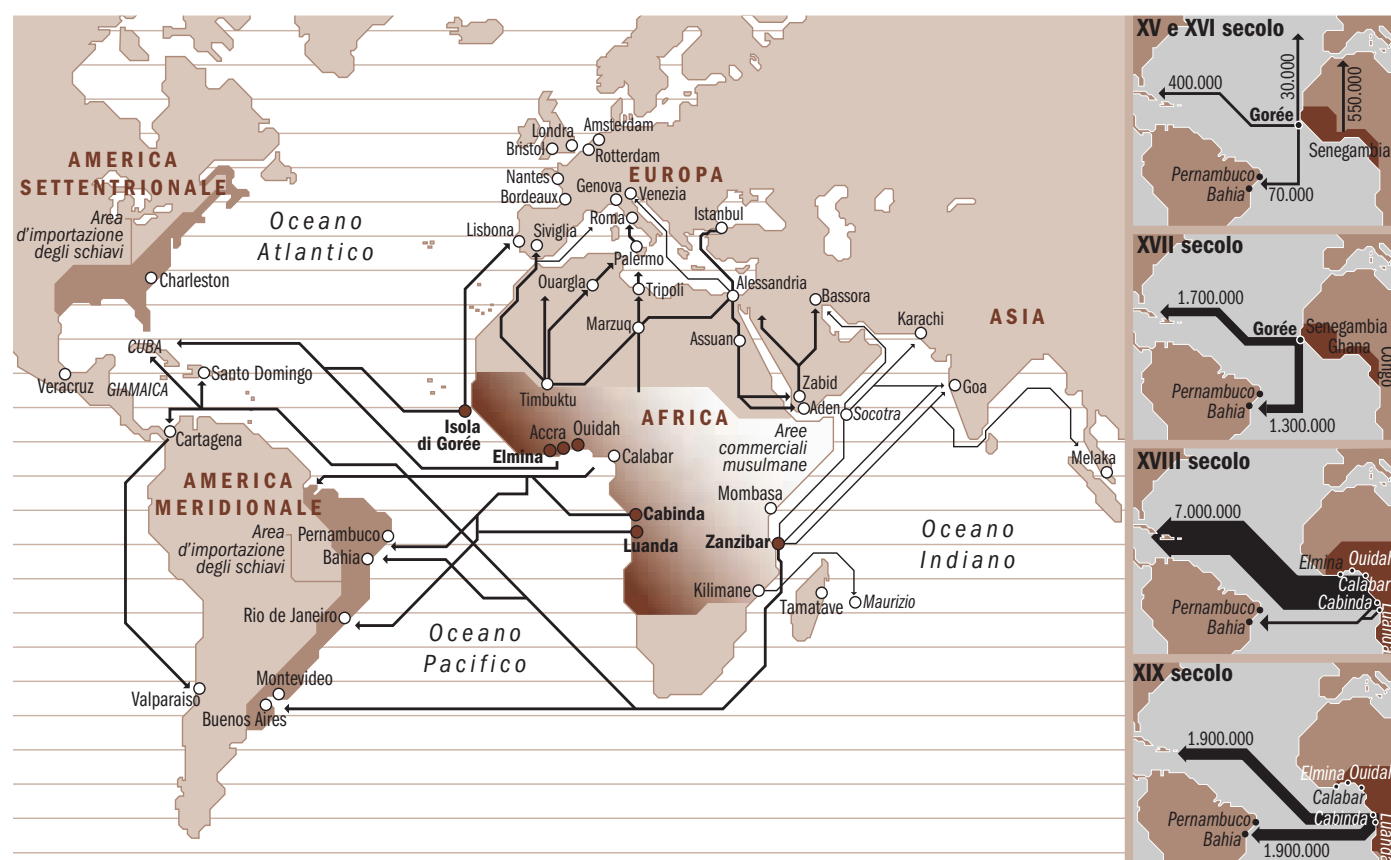 AMERICA
SETTENTRIONALE
Area
d'importazione
degli schiavi
Oceano
Atlantico
Charleston
CUBA
Veracruz
GIAMAICA
Santo Domingo
Cartagena
AMERICA
MERIDIONALE
Area
d'importazione
degli schiavi
Pernambuco
Bahia
Rio de Janeiro
Montevideo
Valparaiso
Buenos Aires
Oceano
Pacifico
Londra
Amsterdam
Bristol
Rotterdam
EUROPA
Nantes
Genova
Venezia
Bordeaux
Roma
Istanbul
Lisbona
Siviglia
Palermo
Ouargla
Tripoli
Alessandria
Bassora
Marzuq
Assuan
Karachi
ASIA
Timbuktu
Zabid
Goa
AFRICA
Aden
Socotra
Isola
di Gorée
Accra
Ouidah
Elmina
Calabar
Aree
commerciali
musulmane
Melaka
Mombasa
Cabinda
Luanda
Zanzibar
Oceano
Indiano
Kilimane
Tamatave
Maurizio
XV e XVI secolo
400.000
30.000
550.000
Gorée
Senegambia
Pernambuco
Bahia
70.000
XVII secolo
1.700.000
Gorée
Senegambia
Ghana
Congo
Pernambuco
Bahia
1.300.000
XVIII secolo
7.000.000
Elmina
Ouidah
Calabar
Cabinda
Luanda
Pernambuco
Bahia
XIX secolo
1.900.000
Elmina
Ouidah
Calabar
Cabinda
Luanda
Pernambuco
Bahia
1.900.000